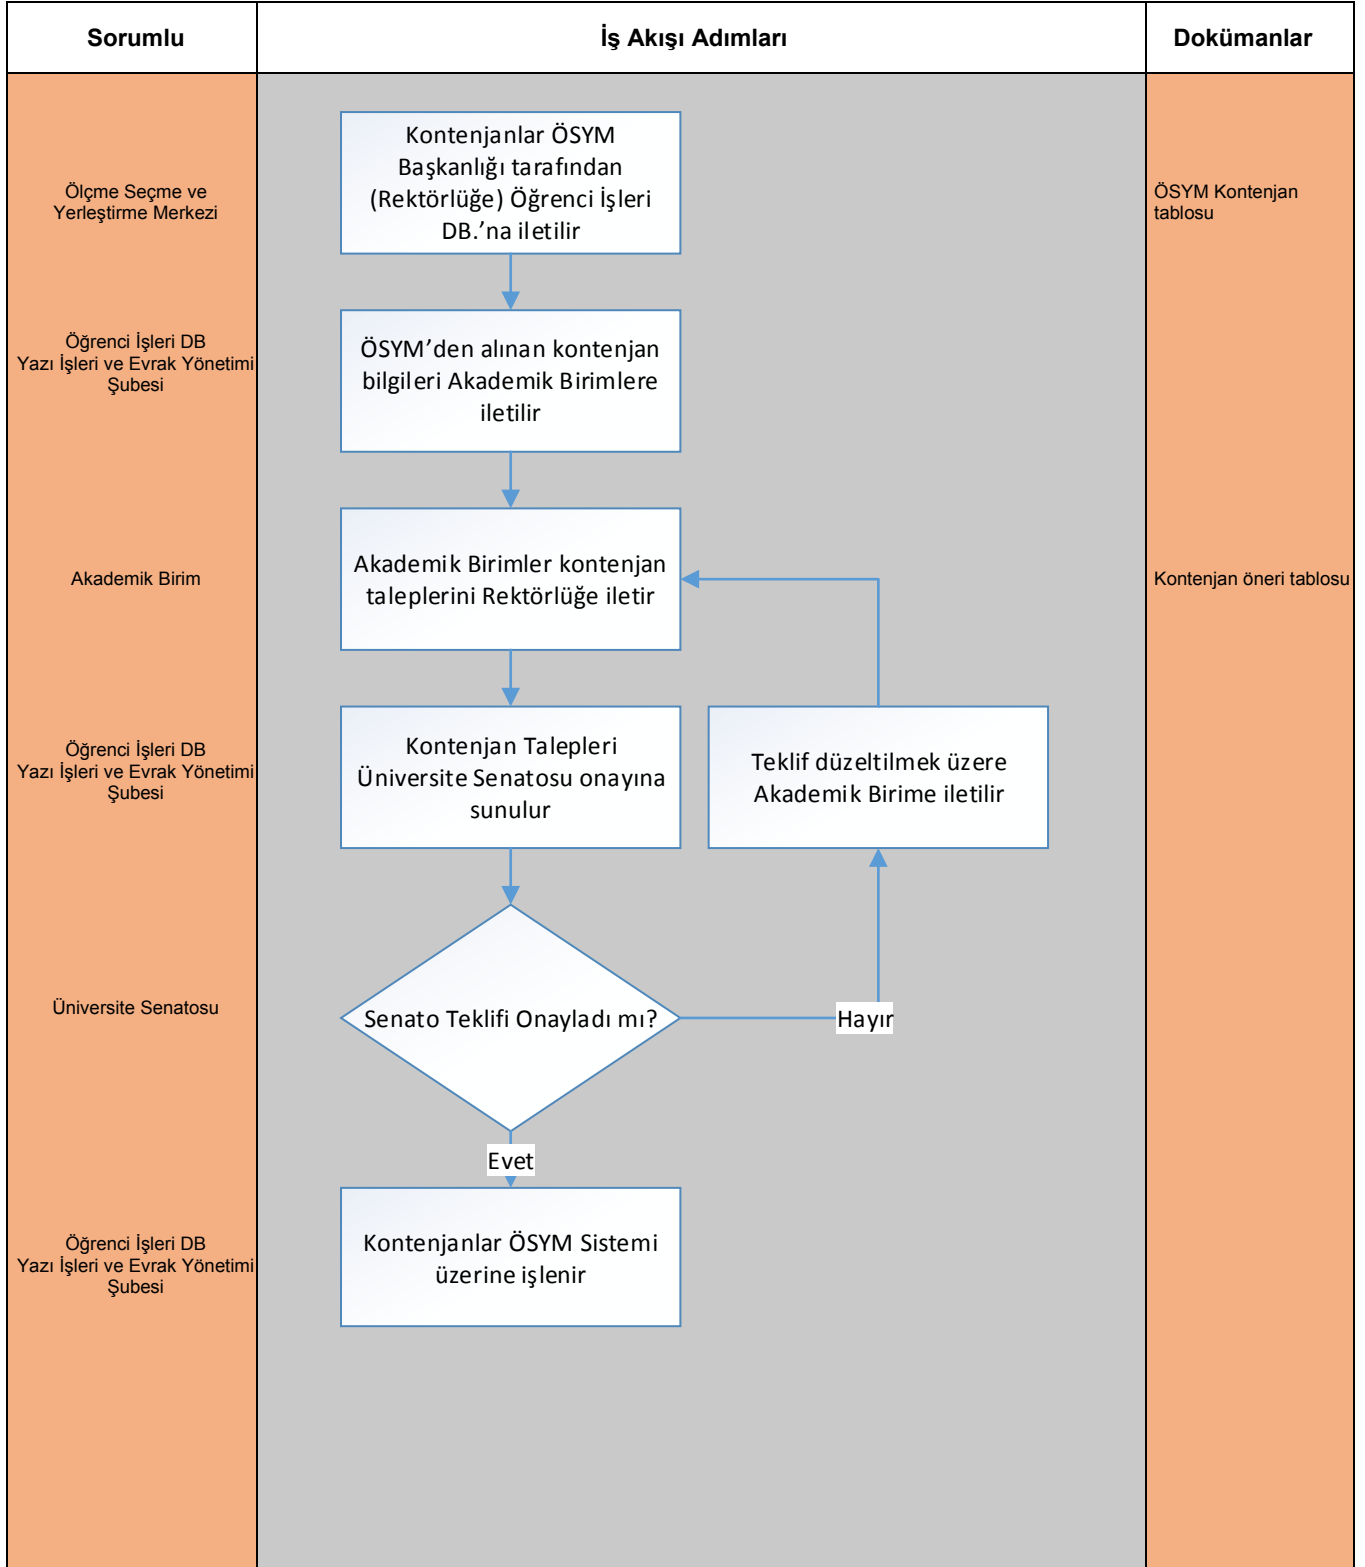 Sorumlu
İş Akışı Adımları
Dokümanlar
Ölçme Seçme ve
Yerleştirme Merkezi
Kontenjanlar ÖSYM
Başkanlığı tarafından
(Rektörlüğe) Öğrenci İşleri
DB.’na iletilir
ÖSYM Kontenjan
tablosu
Öğrenci İşleri DB
Yazı İşleri ve Evrak Yönetimi
Şubesi
ÖSYM’den alınan kontenjan
bilgileri Akademik Birimlere
iletilir
Akademik Birim
Akademik Birimler kontenjan
taleplerini Rektörlüğe iletir
Kontenjan öneri tablosu
Öğrenci İşleri DB
Yazı İşleri ve Evrak Yönetimi
Şubesi
Kontenjan Talepleri
Üniversite Senatosu onayına
sunulur
Teklif düzeltilmek üzere
Akademik Birime iletilir
Üniversite Senatosu
Senato Teklifi Onayladı mı?
Hayır
Evet
Öğrenci İşleri DB
Yazı İşleri ve Evrak Yönetimi
Şubesi
Kontenjanlar ÖSYM Sistemi
üzerine işlenir